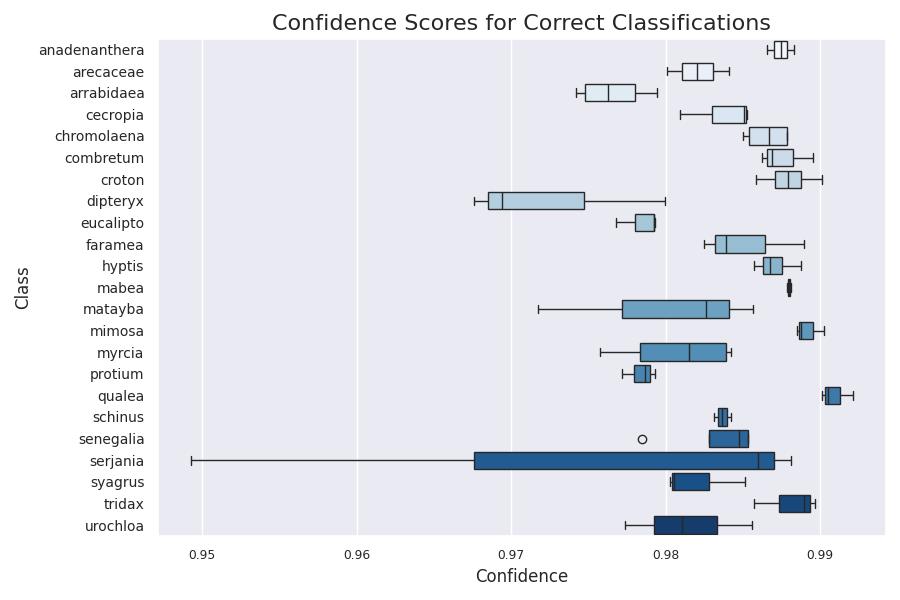 Confidence Scores for Correct Classifications
anadenanthera
arecaceae
arrabidaea
cecropia
chromolaena
combretum
croton
dipteryx
eucalipto
faramea
hyptis
mabea
matayba
mimosa
myrcia
protium
qualea
schinus
senegalia
serjania
syagrus
tridax
urochloa
Class
0.95 0.96 0.97 0.98 0.99
Confidence